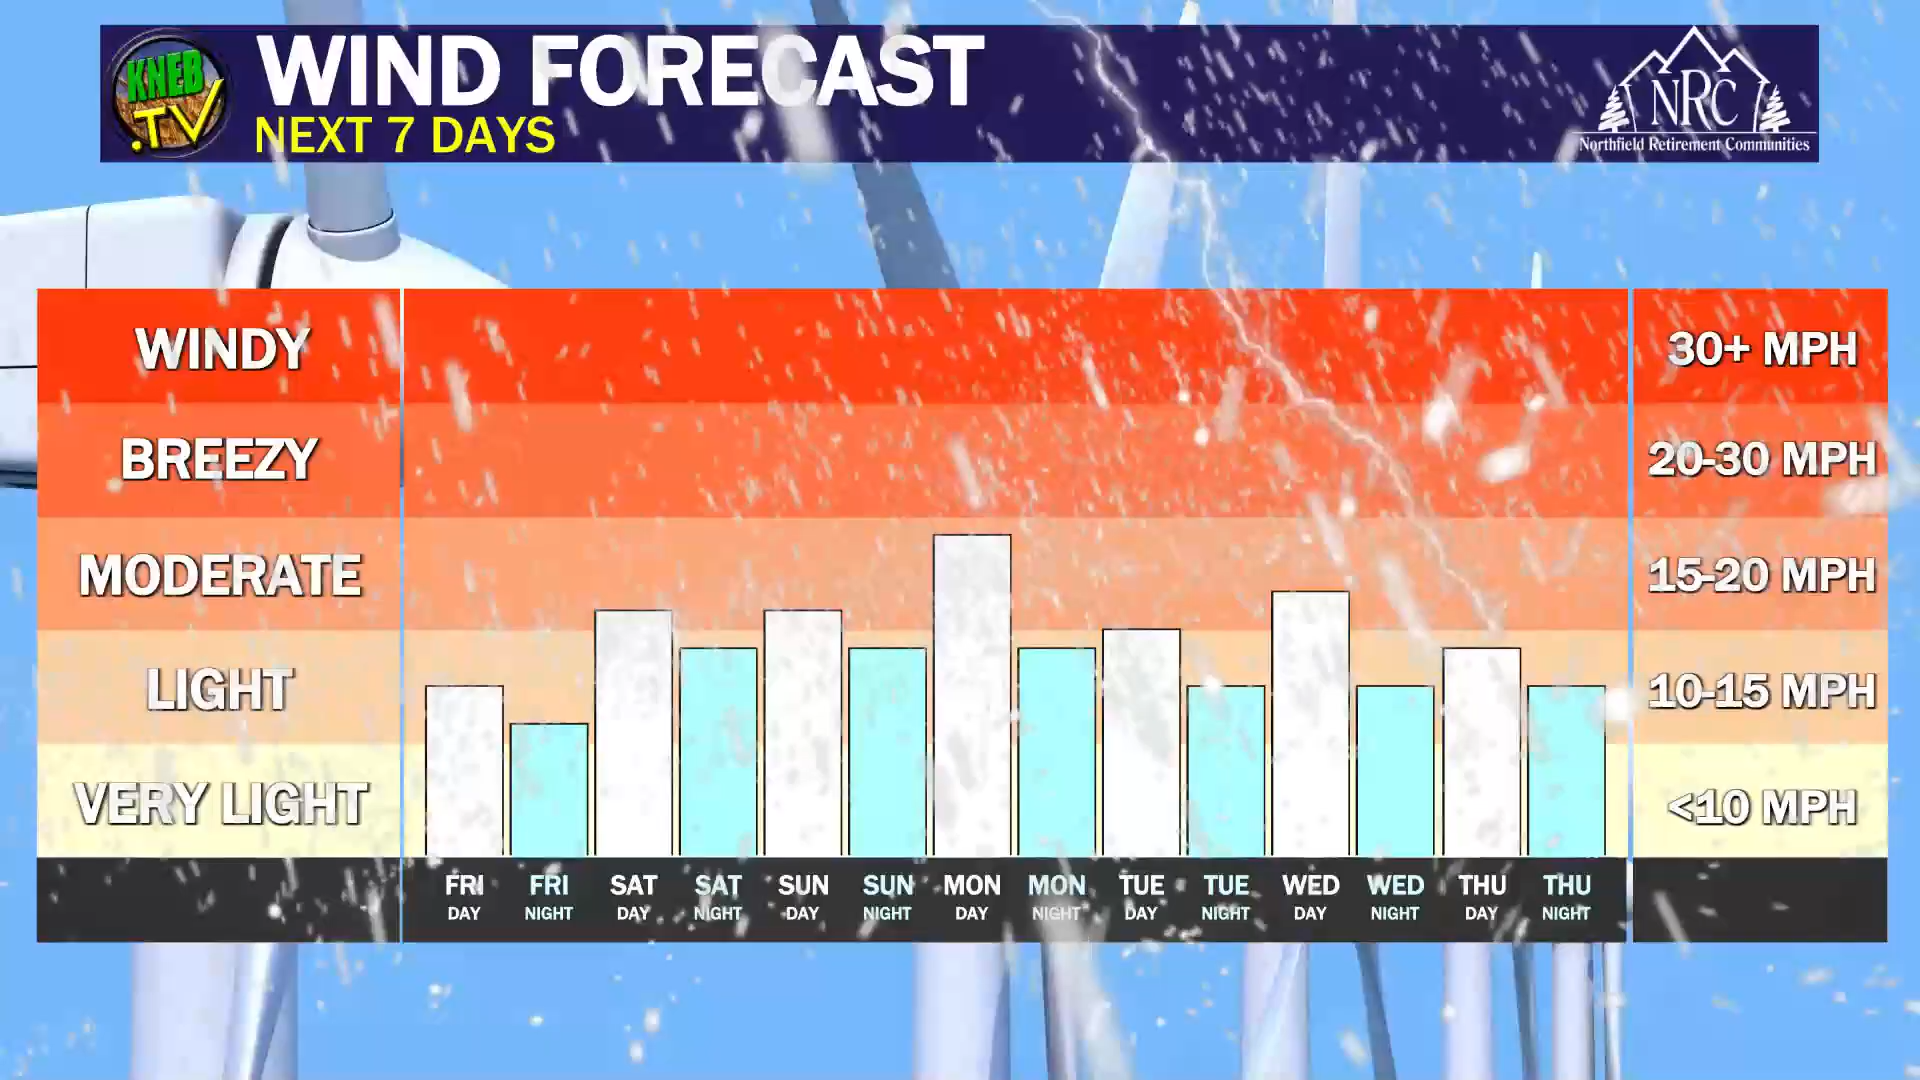 KNEB
.TV
WIND FORECAST
NEXT 7 DAYS
NRC
Northfield Retirement Communities
WINDY
30+ MPH
BREEZY
20-30 MPH
MODERATE
15-20 MPH
LIGHT
10-15 MPH
VERY LIGHT
<10 MPH
FRI FRI SAT SAT SUN SUN MON MON TUE TUE WED WED THU THU
DAY NIGHT DAY NIGHT DAY NIGHT DAY NIGHT DAY NIGHT DAY NIGHT DAY NIGHT